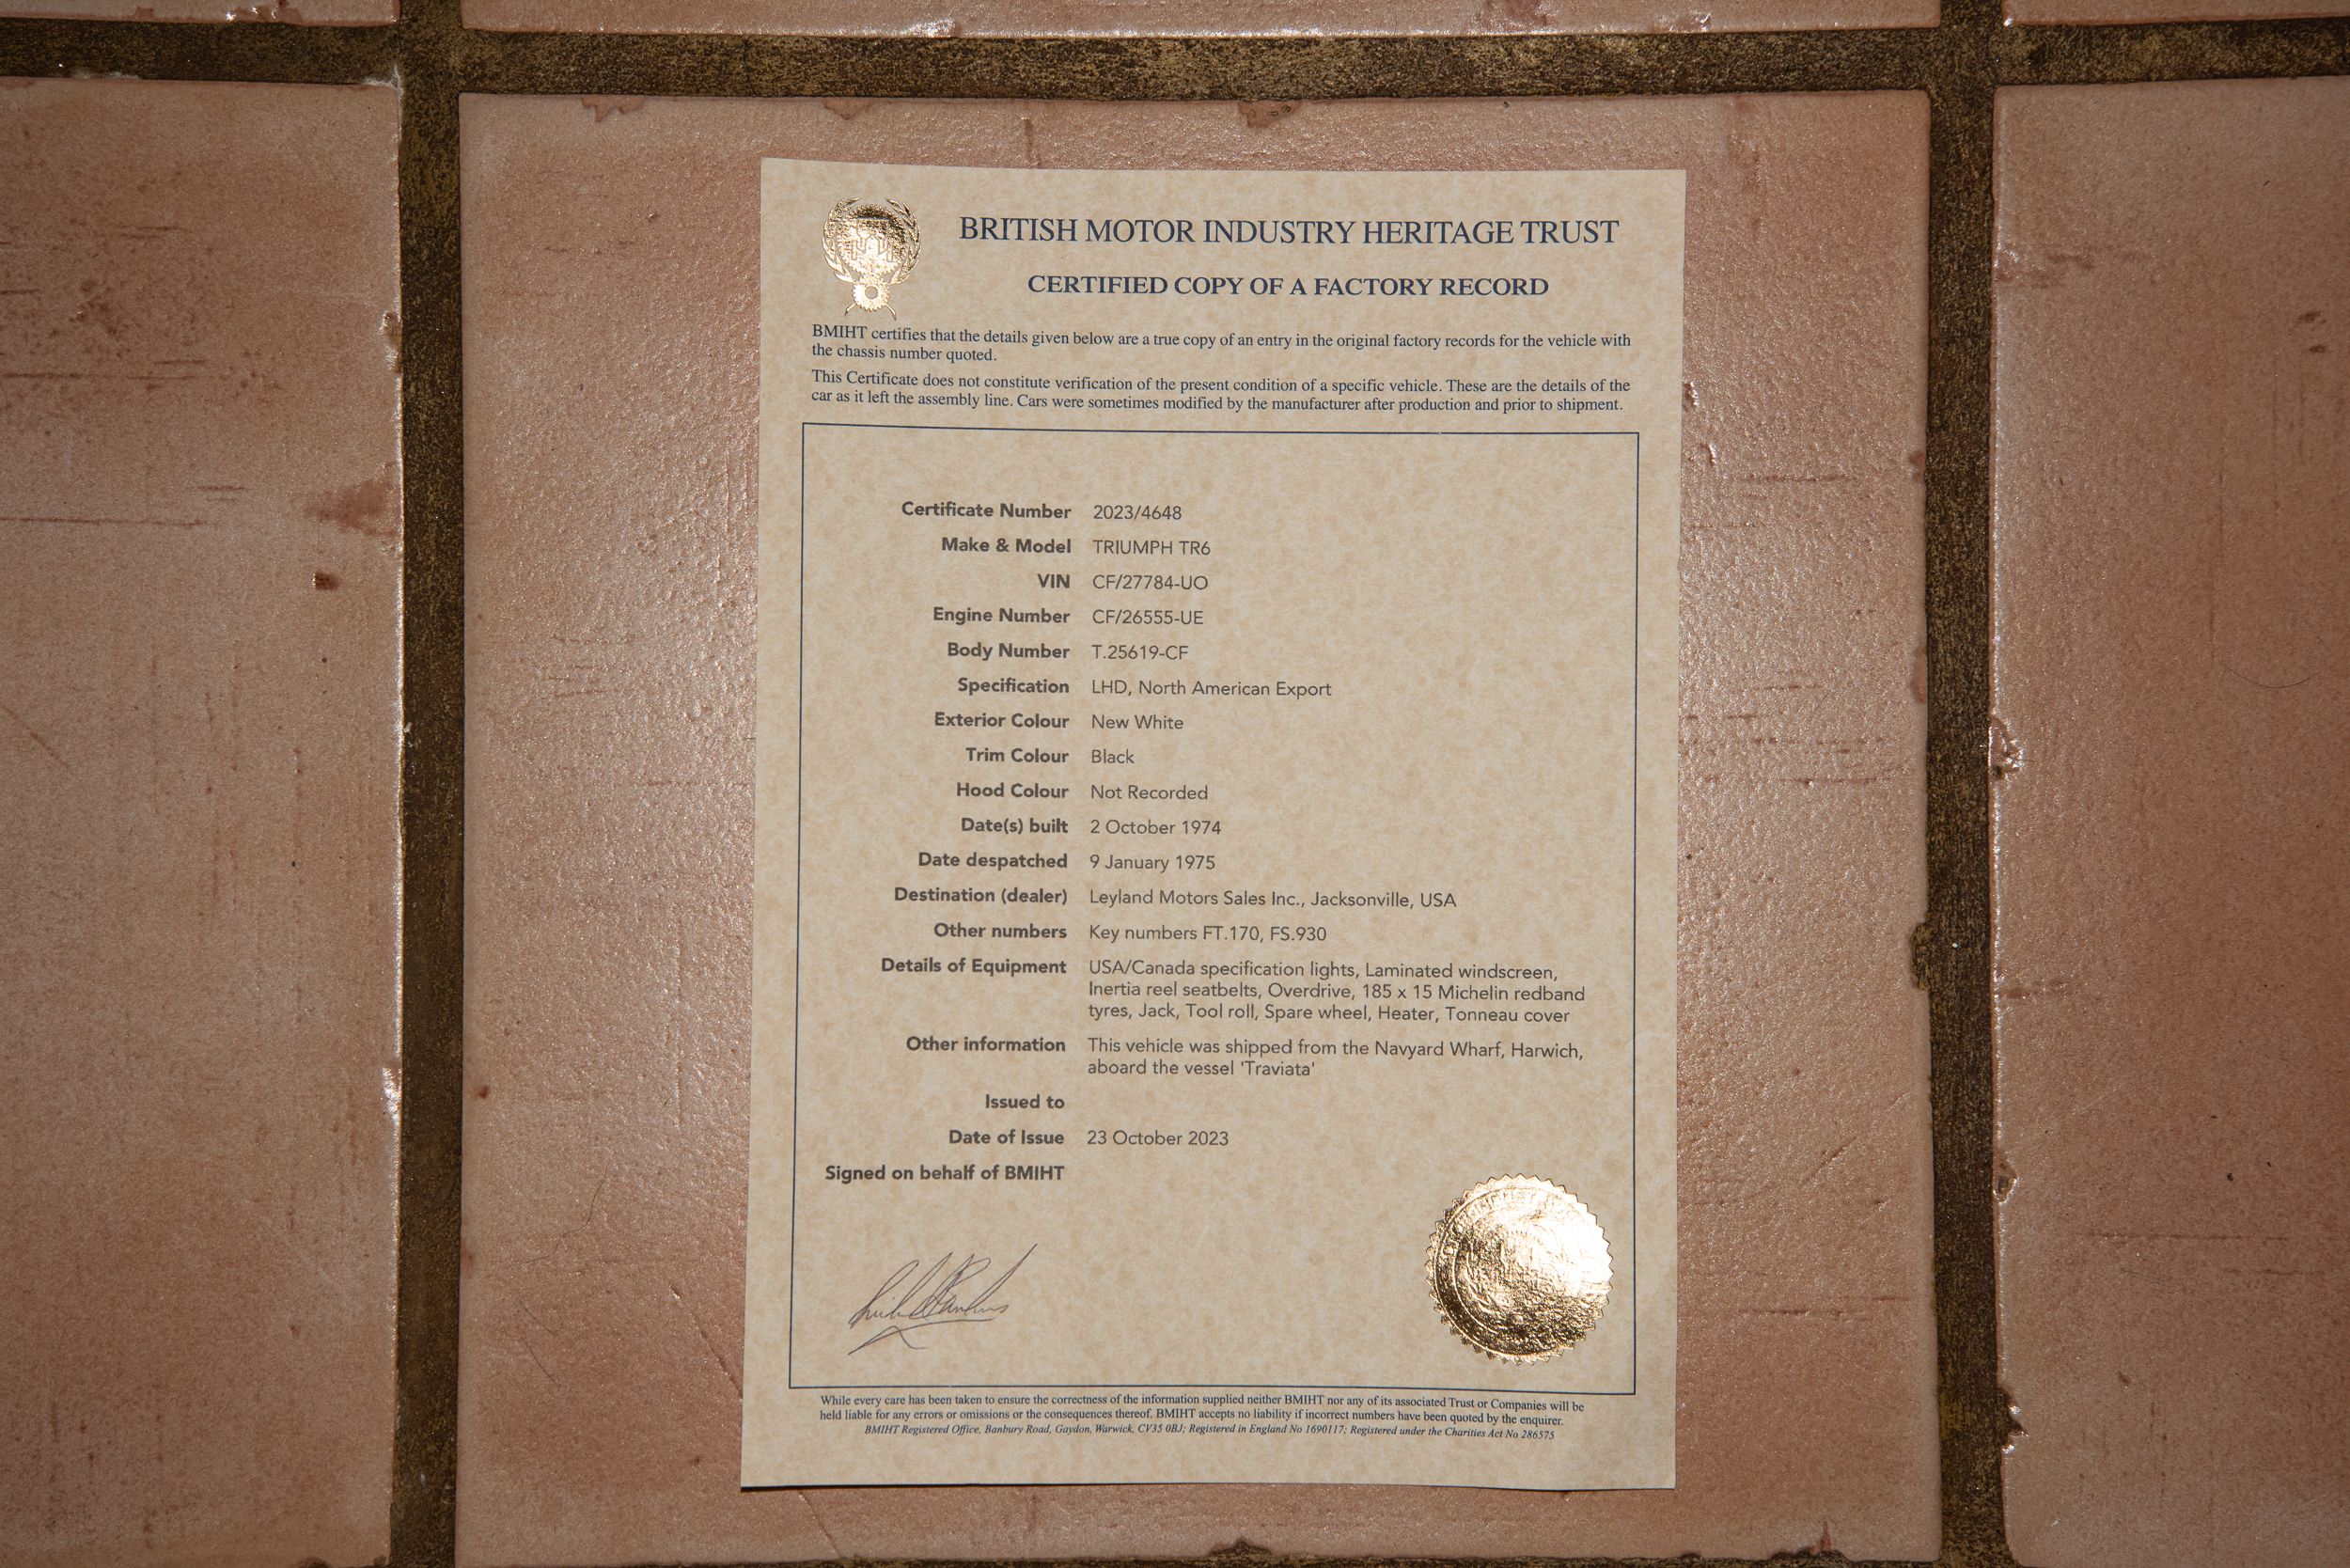 BRITISH MOTOR INDUSTRY HERITAGE TRUST
CERTIFIED COPY OF A FACTORY RECORD
BMIHT certifies that the details given below are a true copy of an entry in the original factory records for the vehicle with
the chassis number quoted.
This Certificate does not constitute verification of the present condition of a specific vehicle. These are the details of the
car as it left the assembly line. Cars were sometimes modified by the manufacturer after production and prior to shipment.
Certificate Number 2023/4648
Make & Model TRIUMPH TR6
VIN CF/27784-UO
Engine Number CF/26555-UE
Body Number T.25619-CF
Specification LHD, North American Export
Exterior Colour New White
Trim Colour Black
Hood Colour Not Recorded
Date(s) built 2 October 1974
Date despatched 9 January 1975
Destination (dealer) Leyland Motors Sales Inc., Jacksonville, USA
Other numbers Key numbers FT.170, FS.930
Details of Equipment USA/Canada specification lights, Laminated windscreen,
Inertia reel seatbelts, Overdrive, 185 x 15 Michelin redband
tyres, Jack, Tool roll, Spare wheel, Heater, Tonneau cover
Other information This vehicle was shipped from the Navyard Wharf, Harwich,
aboard the vessel 'Traviata'
Issued to
Date of Issue 23 October 2023
Signed on behalf of BMIHT
While every care has been taken to ensure the correctness of the information supplied neither BMIHT nor any of its associated Trust or Companies will be
held liable for any errors or omissions or the consequences thereof. BMIHT accepts no liability if incorrect numbers have been quoted by the enquirer.
BMIHT Registered Office, Banbury Road, Gaydon, Warwick, CV35 0BJ; Registered in England No 1690117; Registered under the Charities Act No 286575